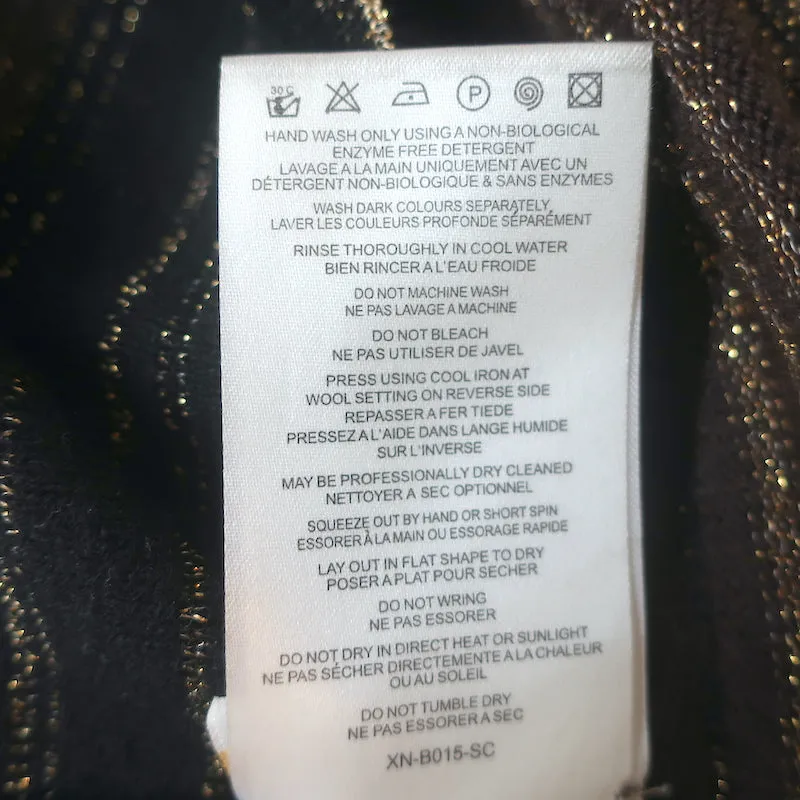 30 C
P
HAND WASH ONLY USING A NON-BIOLOGICAL
ENZYME FREE DETERGENT
LAVAGE A LA MAIN UNIQUEMENT AVEC UN
DÉTERGENT NON-BIOLOGIQUE & SANS ENZYMES
WASH DARK COLOURS SEPARATELY,
LAVER LES COULEURS PROFONDE SÉPARÉMENT
RINSE THOROUGHLY IN COOL WATER
BIEN RINCER A L'EAU FROIDE
DO NOT MACHINE WASH
NE PAS LAVAGE A MACHINE
DO NOT BLEACH
NE PAS UTILISER DE JAVEL
PRESS USING COOL IRON AT
WOOL SETTING ON REVERSE SIDE
REPASSER A FER TIEDE
PRESSEZ A L'AIDE DANS LANGE HUMIDE
SUR L'INVERSE
MAY BE PROFESSIONALLY DRY CLEANED
NETTOYER A SEC OPTIONNEL
SQUEEZE OUT BY HAND OR SHORT SPIN
ESSORER À LA MAIN OU ESSORAGE RAPIDE
LAY OUT IN FLAT SHAPE TO DRY
POSER A PLAT POUR SECHER
DO NOT WRING
NE PAS ESSORER
DO NOT DRY IN DIRECT HEAT OR SUNLIGHT
NE PAS SÉCHER DIRECTEMENTE A LA CHALEUR
OU AU SOLEIL
DO NOT TUMBLE DRY
NE PAS ESSORER A SEC
XN-B015-SC